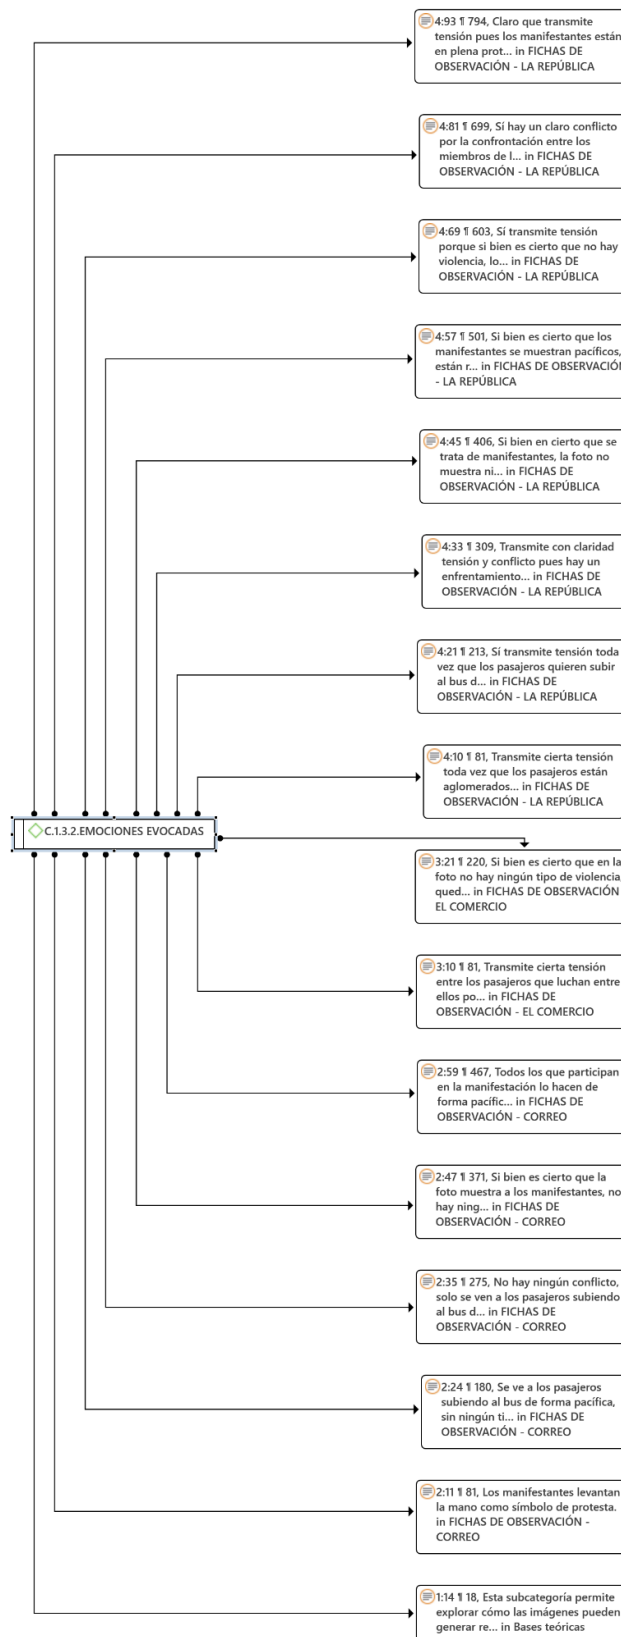 4:93 ¶ 794, Claro que transmite
tensión pues los manifestantes están
en plena prot... in FICHAS DE
OBSERVACIÓN - LA REPÚBLICA
4:81 ¶ 699, Sí hay un claro conflicto
por la confrontación entre los
miembros de l... in FICHAS DE
OBSERVACIÓN - LA REPÚBLICA
4:69 ¶ 603, Sí transmite tensión
porque si bien es cierto que no hay
violencia, lo... in FICHAS DE
OBSERVACIÓN - LA REPÚBLICA
4:57 ¶ 501, Si bien es cierto que los
manifestantes se muestran pacíficos,
están r... in FICHAS DE OBSERVACIÓN
- LA REPÚBLICA
4:45 ¶ 406, Si bien en cierto que se
trata de manifestantes, la foto no
muestra ni... in FICHAS DE
OBSERVACIÓN - LA REPÚBLICA
4:33 ¶ 309, Transmite con claridad
tensión y conflicto pues hay un
enfrentamiento... in FICHAS DE
OBSERVACIÓN - LA REPÚBLICA
4:21 ¶ 213, Sí transmite tensión toda
vez que los pasajeros quieren subir
al bus d... in FICHAS DE
OBSERVACIÓN - LA REPÚBLICA
4:10 ¶ 81, Transmite cierta tensión
toda vez que los pasajeros están
aglomerados... in FICHAS DE
OBSERVACIÓN - LA REPÚBLICA
C.1.3.2.EMOCIONES EVOCADAS
3:21 ¶ 220, Si bien es cierto que en la
foto no hay ningún tipo de violencia,
qued... in FICHAS DE OBSERVACIÓN
EL COMERCIO
3:10 ¶ 81, Transmite cierta tensión
entre los pasajeros que luchan entre
ellos po... in FICHAS DE
OBSERVACIÓN - EL COMERCIO
2:59 ¶ 467, Todos los que participan
en la manifestación lo hacen de
forma pacífic... in FICHAS DE
OBSERVACIÓN - CORREO
2:47 ¶ 371, Si bien es cierto que la
foto muestra a los manifestantes, no
hay ning... in FICHAS DE
OBSERVACIÓN - CORREO
2:35 ¶ 275, No hay ningún conflicto,
solo se ven a los pasajeros subiendo
al bus d... in FICHAS DE
OBSERVACIÓN - CORREO
2:24 ¶ 180, Se ve a los pasajeros
subiendo al bus de forma pacífica,
sin ningún ti... in FICHAS DE
OBSERVACIÓN - CORREO
2:11 ¶ 81, Los manifestantes levantan
la mano como símbolo de protesta.
in FICHAS DE OBSERVACIÓN -
CORREO
1:14 ¶ 18, Esta subcategoría permite
explorar cómo las imágenes pueden
generar re... in Bases teóricas